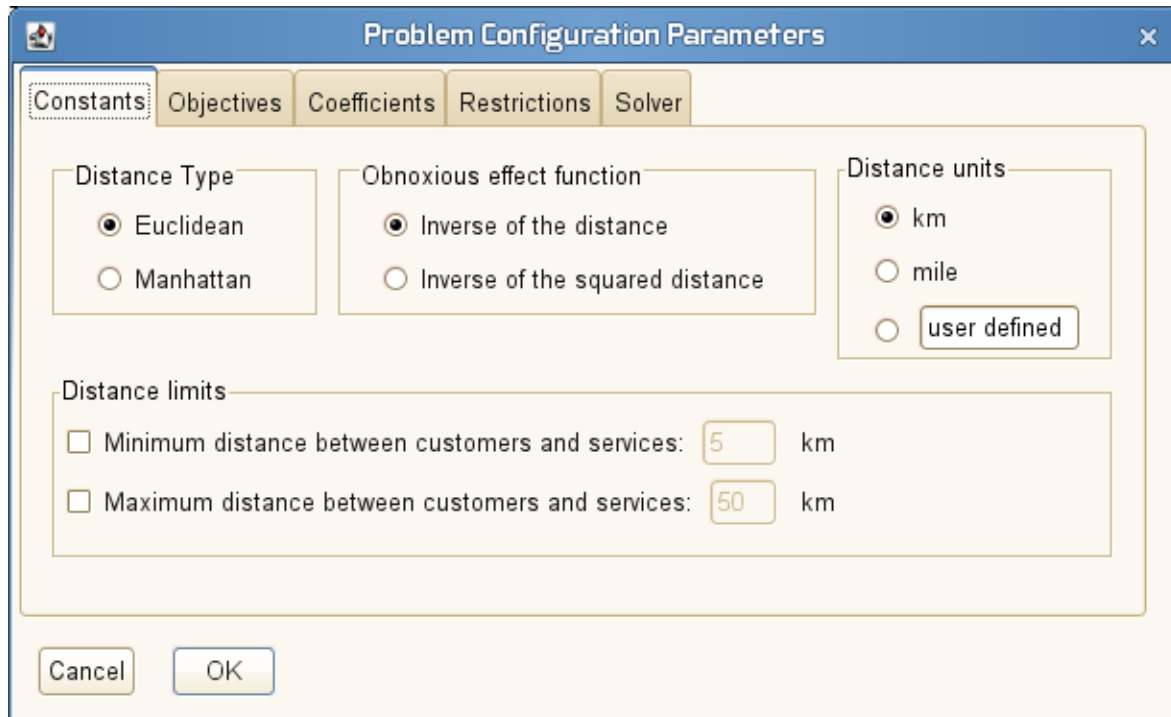 Problem Configuration Parameters
Constants Objectives Coefficients Restrictions Solver
Distance Type
Euclidean
Manhattan
Obnoxious effect function
Inverse of the distance
Inverse of the squared distance
Distance units
km
mile
user defined
Distance limits
Minimum distance between customers and services: 5 km
Maximum distance between customers and services: 50 km
Cancel OK